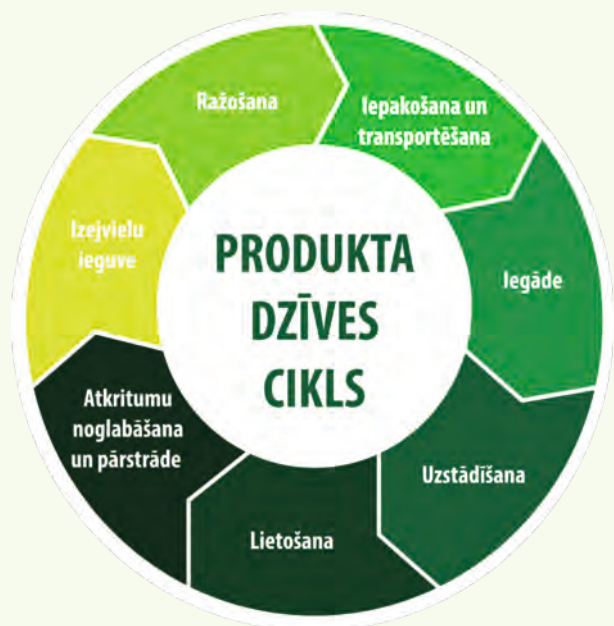 Ražošana
Iepakošana un
transportēšana
Izejvielu
ieguve
Iegāde
PRODUKTA
DZĪVES
CIKLS
Atkritumu
noglabāšana
un pārstrāde
Uzstādīšana
Lietošana